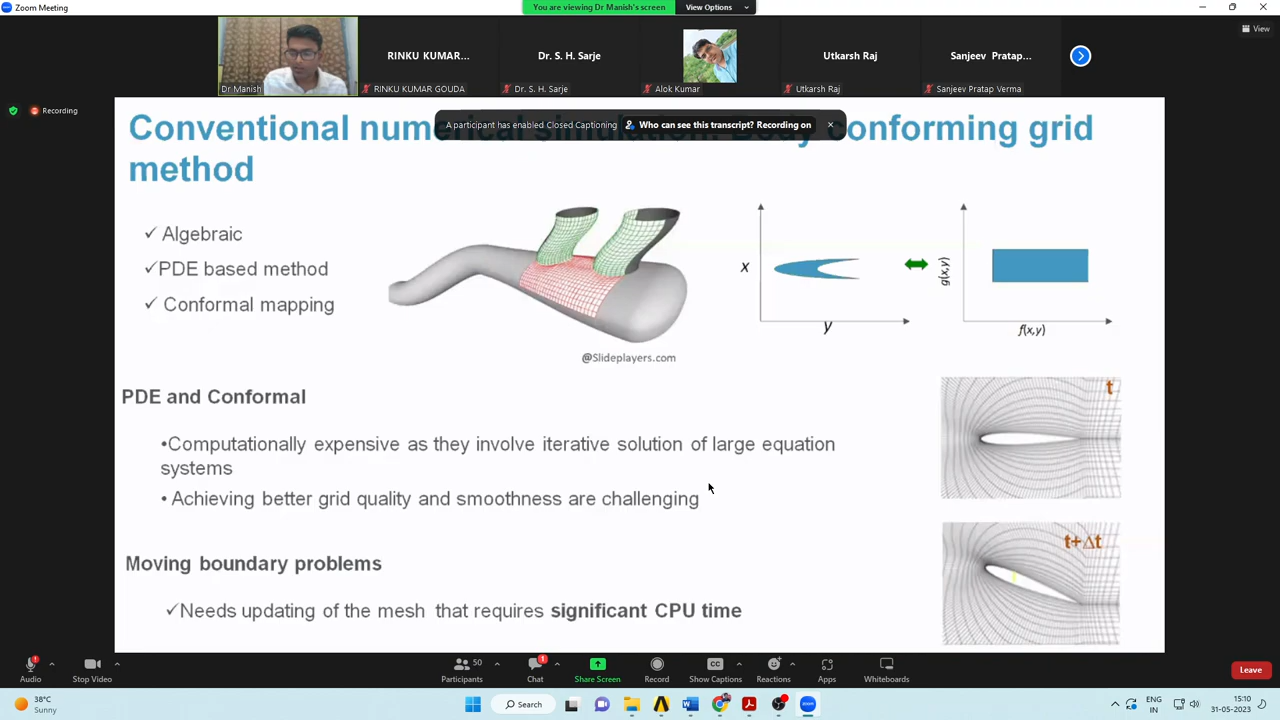 Zoom Meeting
You are viewing Dr Manish's screen
View Options
View
RINKU KUMAR...
Dr. S. H. Sarje
Utkarsh Raj
Sanjeev Pratap...
Dr Manish
RINKU KUMAR GOUDA
Dr. S. H. Sarje
Alok Kumar
Utkarsh Raj
Sanjeev Pratap Verma
Recording
A participant has enabled Closed Captioning
Who can see this transcript? Recording on
Conventional num
conforming grid
method
✓ Algebraic
✓PDE based method
✓ Conformal mapping
x
y
g(x,y)
f(x,y)
@Slideplayers.com
PDE and Conformal
•Computationally expensive as they involve iterative solution of large equation
systems
• Achieving better grid quality and smoothness are challenging
t
Moving boundary problems
✓Needs updating of the mesh that requires significant CPU time
t+Δt
Audio
Stop Video
50
Participants
1
Chat
Share Screen
Record
CC
Show Captions
Reactions
Apps
Whiteboards
Leave
38°C
Sunny
Search
ENG
IN
15:10
31-05-2023